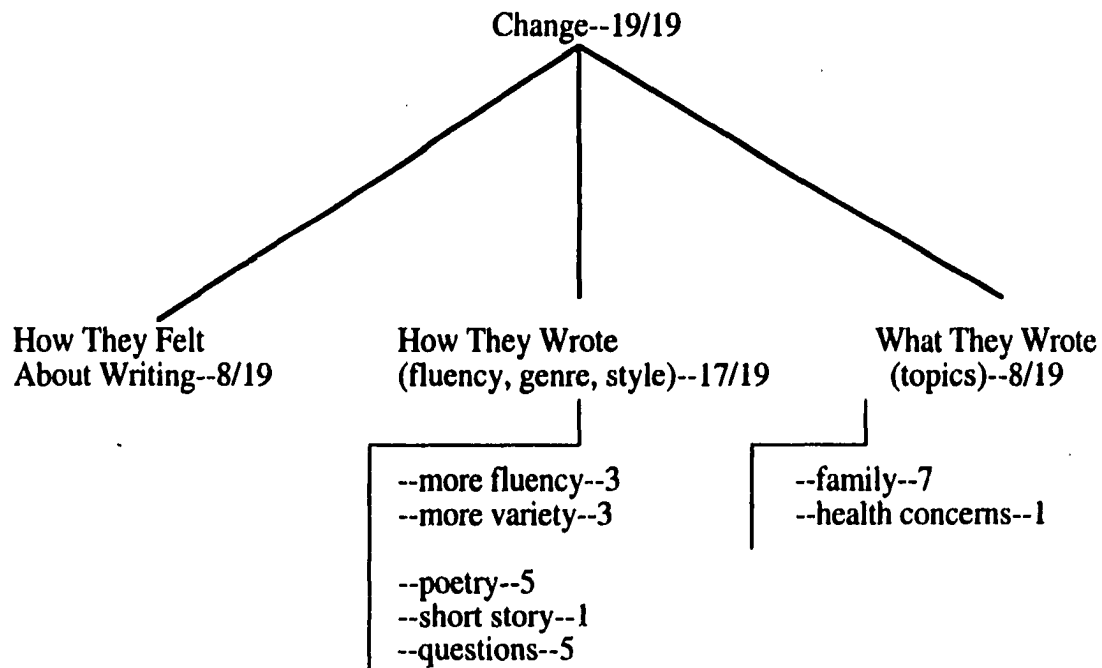 Change--19/19
How They Felt
About Writing--8/19
How They Wrote
(fluency, genre, style)--17/19
What They Wrote
(topics)--8/19
--more fluency--3
--more variety--3
--poetry--5
--short story--1
--questions--5
--family--7
--health concerns--1